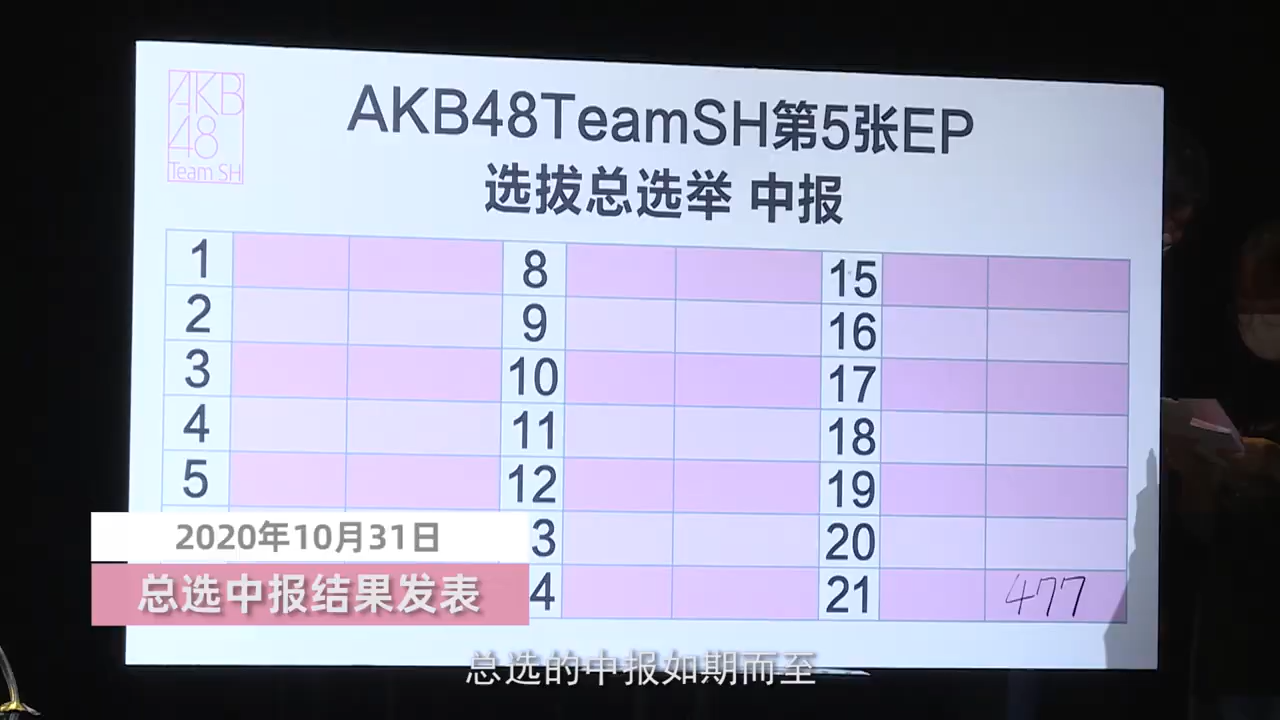 AKB
48
Team SH
AKB48TeamSH第5张EP
选拔总选举 中报
1 8 15
2 9 16
3 10 17
4 11 18
5 12 19
3 20
4 21 477
2020年10月31日
总选中报结果发表
总选的中报如期而至